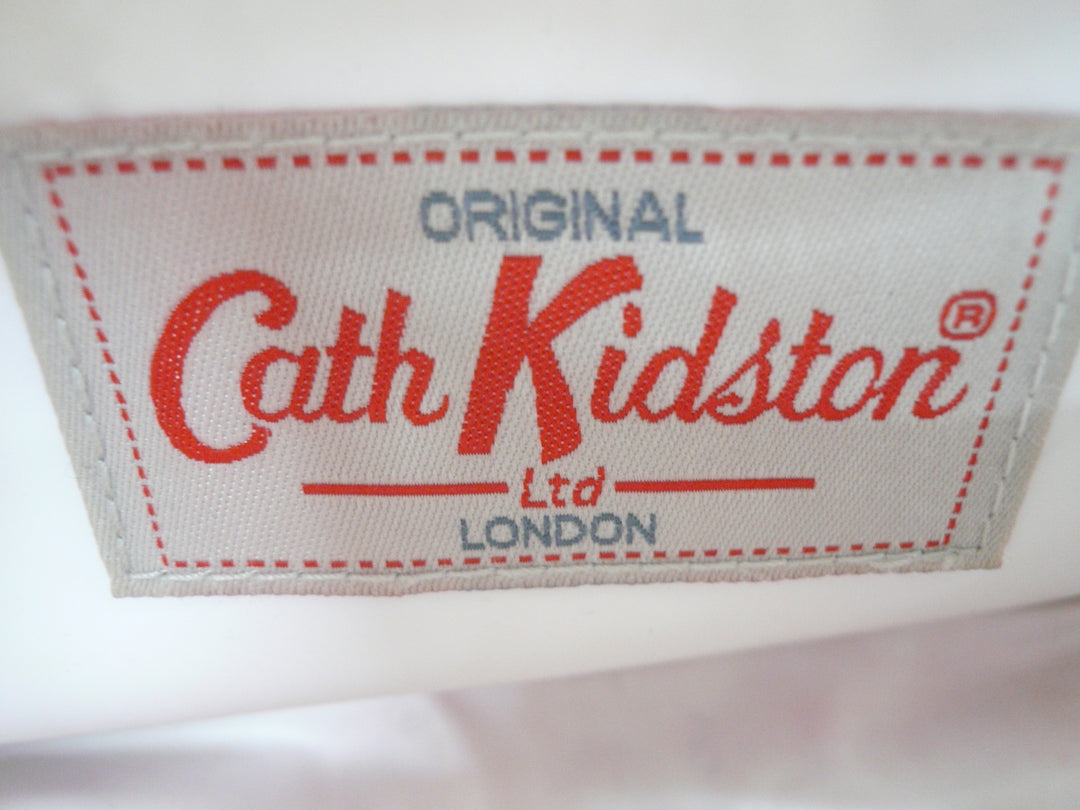 ORIGINAL
Cath Kidston®
Ltd
LONDON